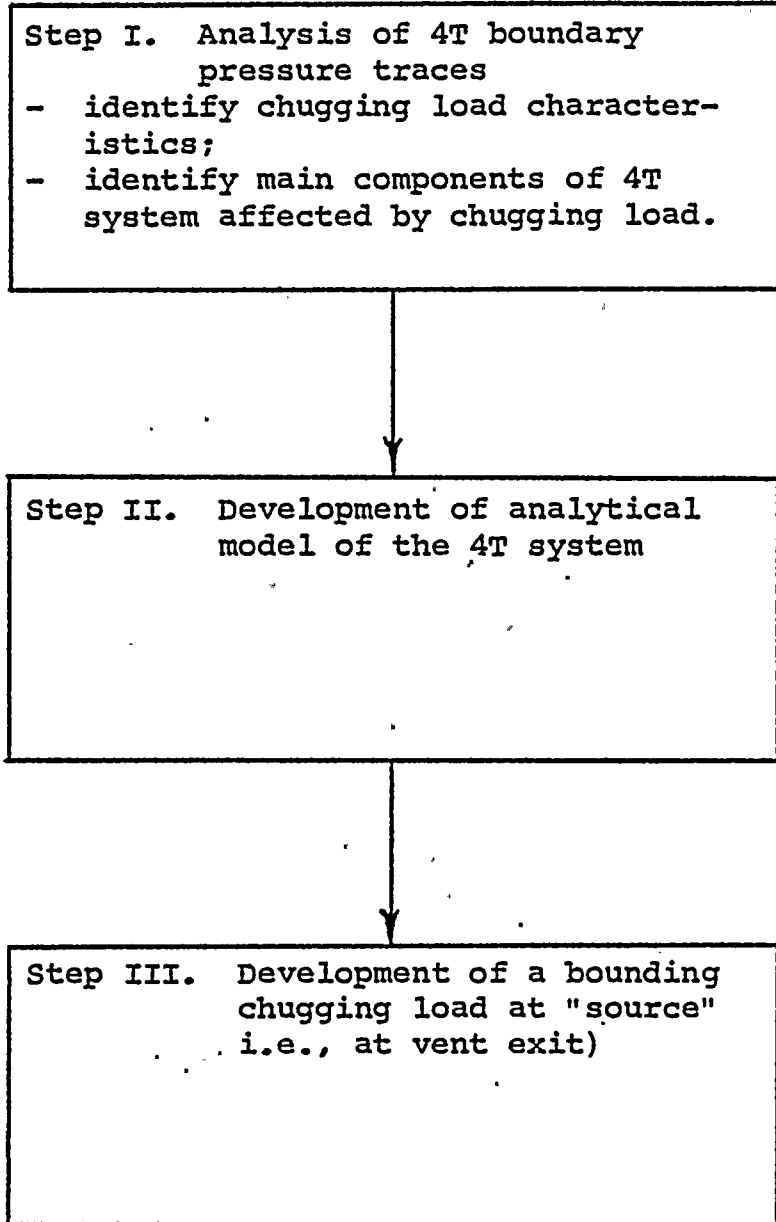 Step I. Analysis of 4T boundary
pressure traces
- identify chugging load character-
istics;
- identify main components of 4T
system affected by chugging load.
Step II. Development of analytical
model of the 4T system
Step III. Development of a bounding
chugging load at "source"
i.e., at vent exit)